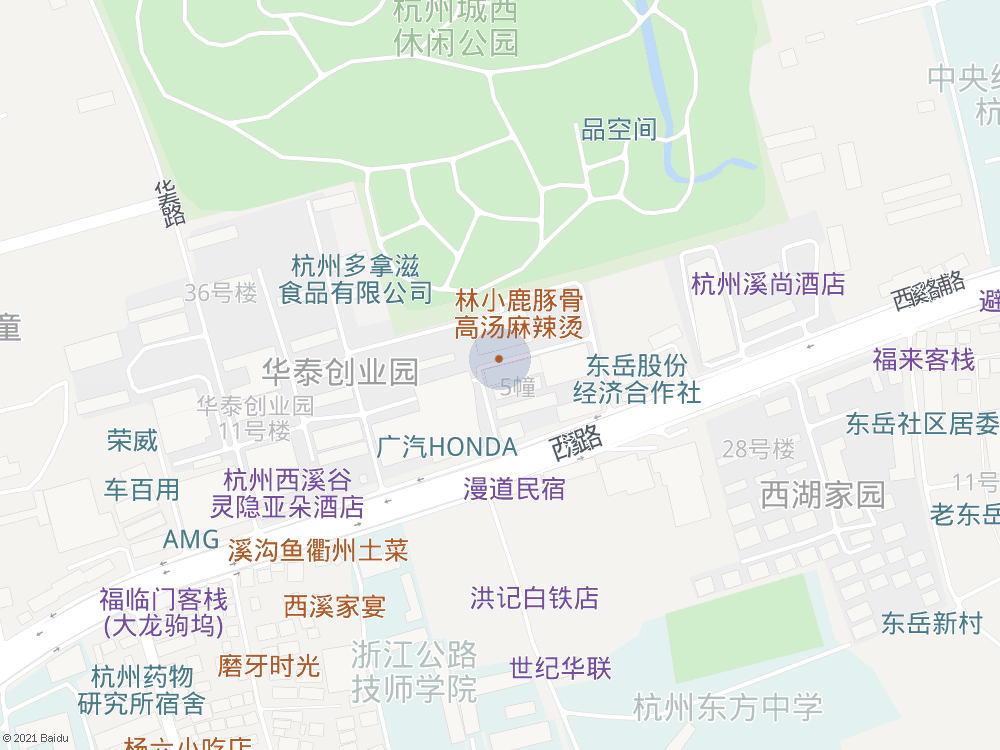 杭州城西
休闲公园
中央纟
杭
品空间
华泰路
杭州多拿滋
食品有限公司
36号楼
林小鹿豚骨
高汤麻辣烫
杭州溪尚酒店
西溪路辅路
避
童
福来客栈
华泰创业园
5幢
东岳股份
经济合作社
华泰创业园
11号楼
东岳社区居委
荣威
广汽HONDA
西溪路
28号楼
车百用
杭州西溪谷
灵隐亚朵酒店
漫道民宿
西湖家园
11号
老东岳
AMG
溪沟鱼衢州土菜
福临门客栈
(大龙驹坞)
西溪家宴
洪记白铁店
东岳新村
磨牙时光
浙江公路
技师学院
世纪华联
杭州药物
研究所宿舍
杭州东方中学
杨六小吃店
© 2021 Baidu